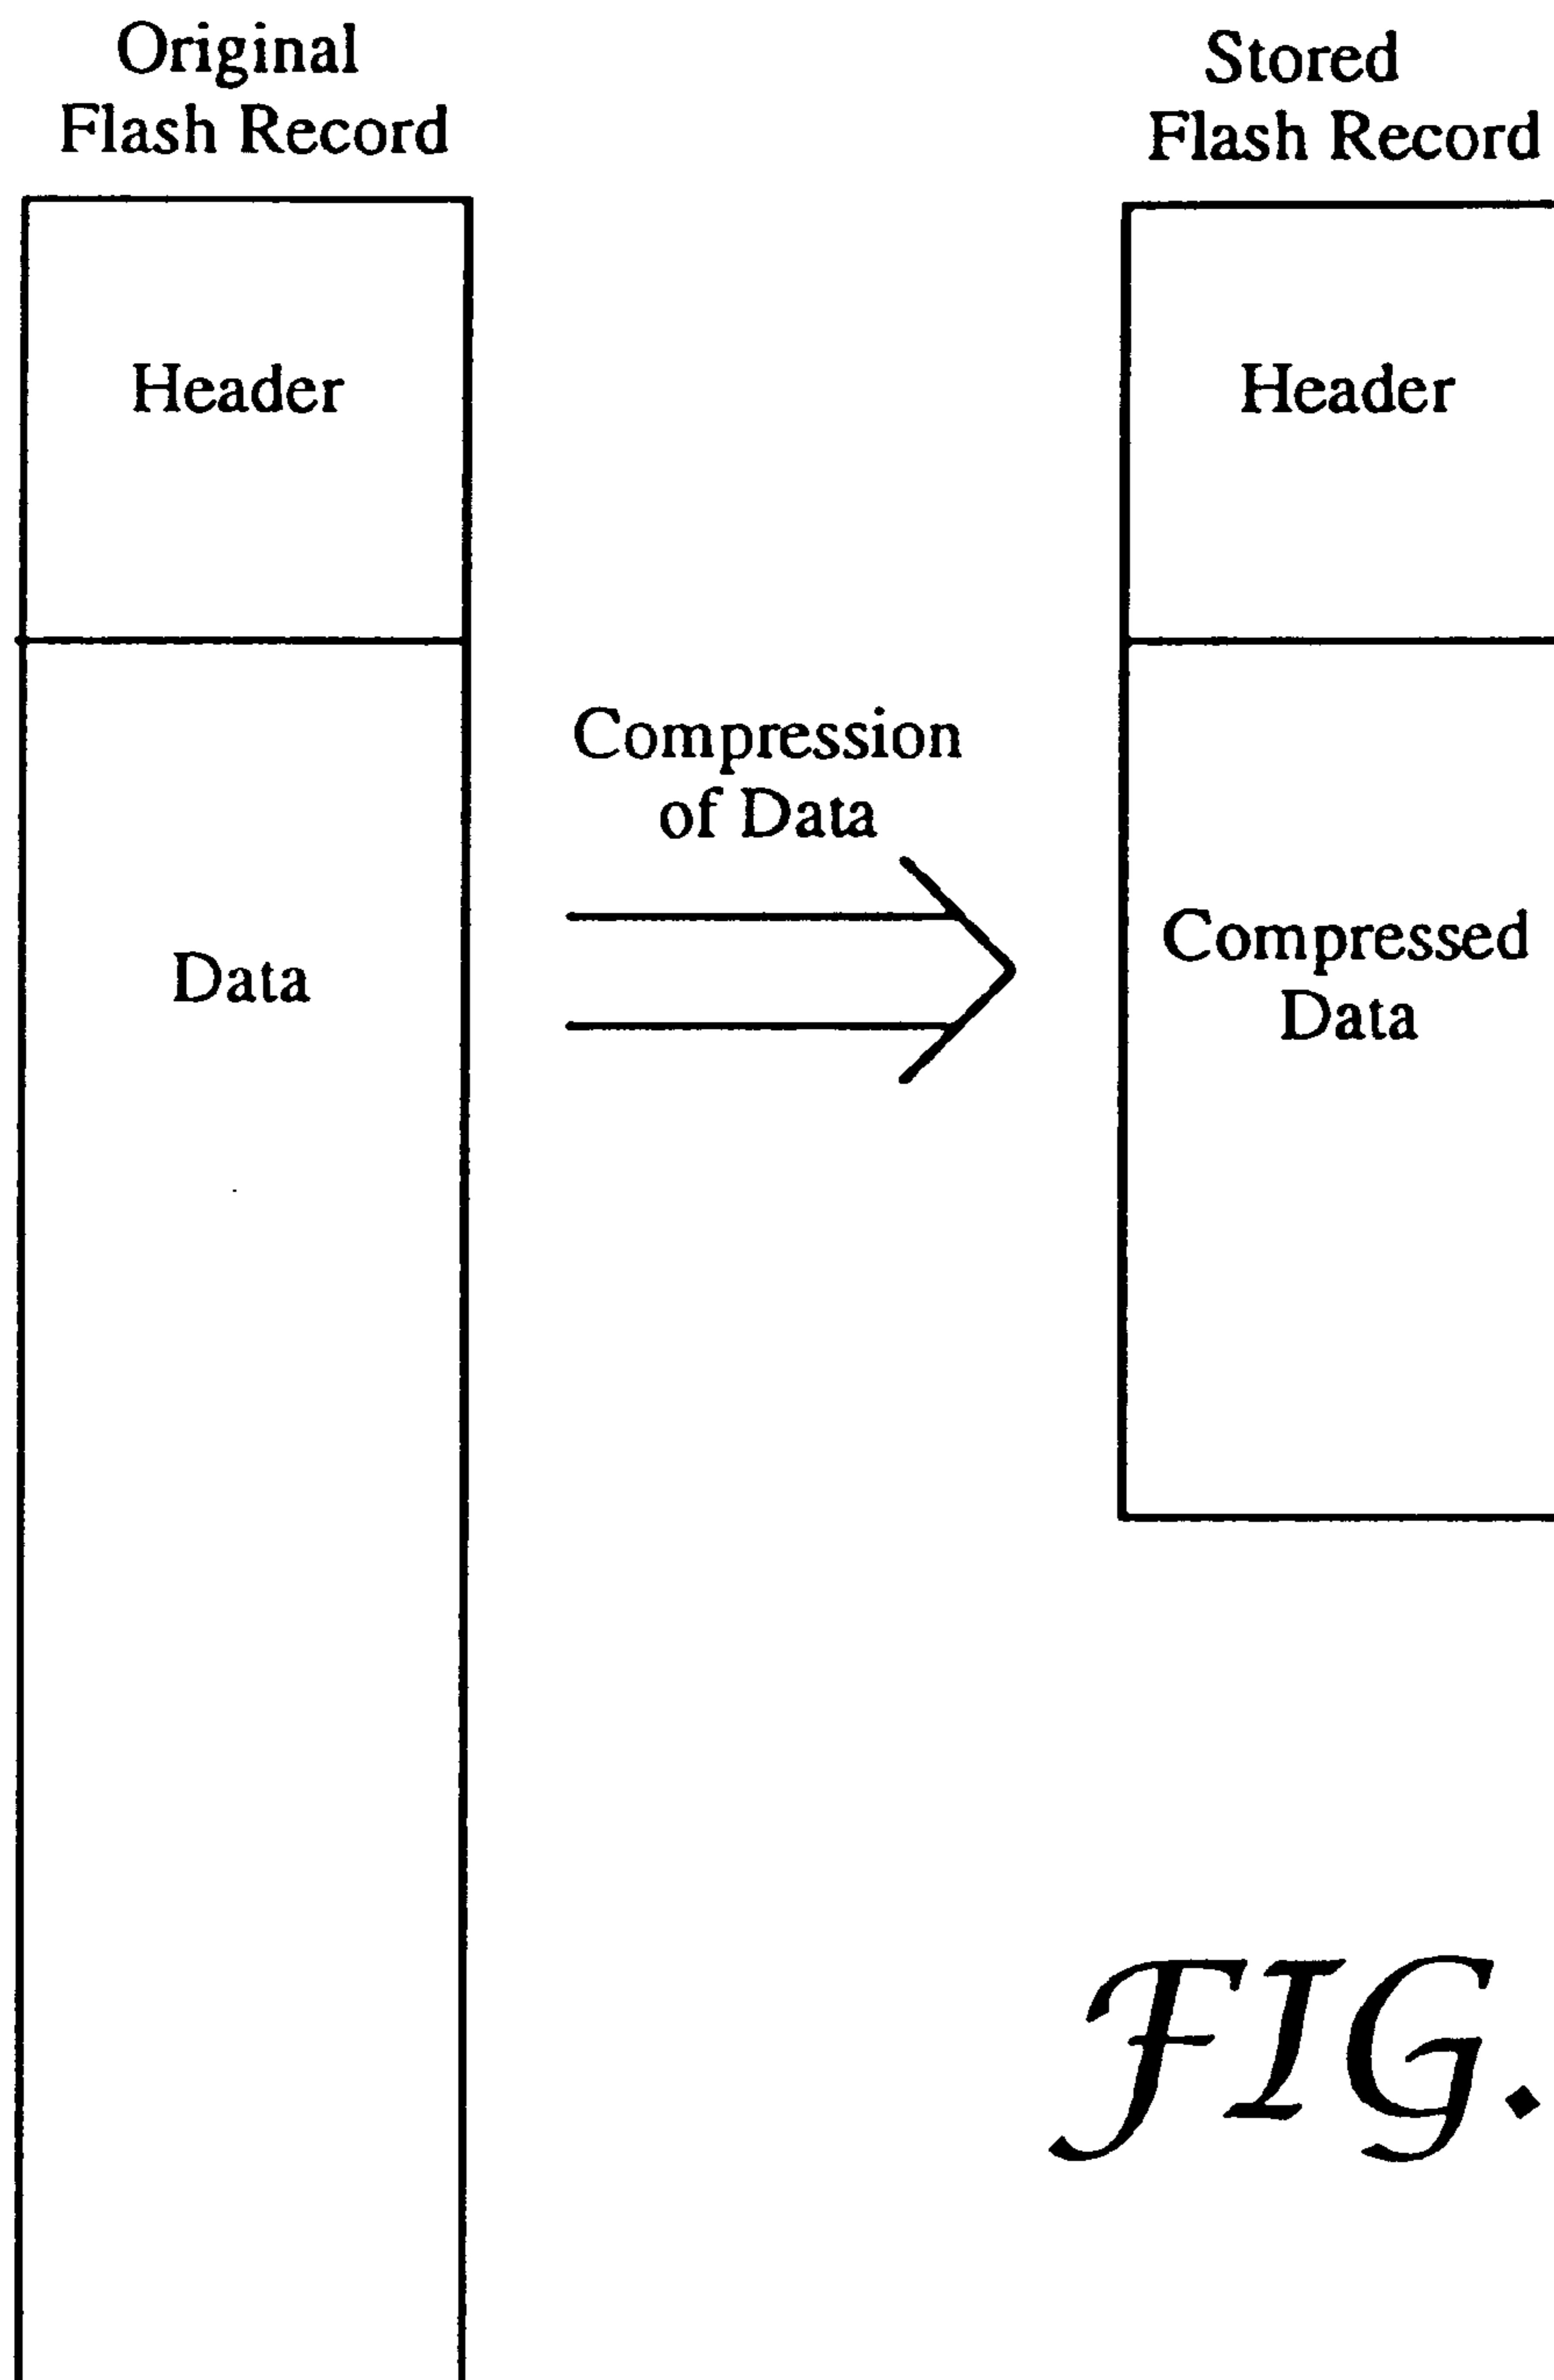 Original
Flash Record
Header
Data
Compression
of Data
Stored
Flash Record
Header
Compressed
Data
FIG.